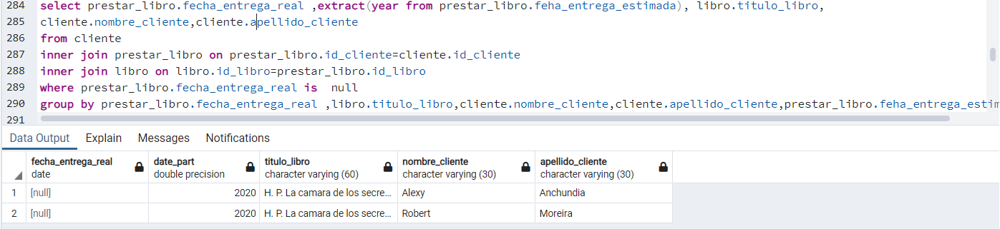 284 select prestar_libro.fecha_entrega_real ,extract(year from prestar_libro.feha_entrega_estimada), libro.titulo_libro,
285 cliente.nombre_cliente,cliente.apellido_cliente
286 from cliente
287 inner join prestar_libro on prestar_libro.id_cliente=cliente.id_cliente
288 inner join libro on libro.id_libro=prestar_libro.id_libro
289 where prestar_libro.fecha_entrega_real is  null
290 group by prestar_libro.fecha_entrega_real ,libro.titulo_libro,cliente.nombre_cliente,cliente.apellido_cliente,prestar_libro.feha_entrega_estim
291
Data Output Explain Messages Notifications
fecha_entrega_real date_part titulo_libro nombre_cliente apellido_cliente
date double precision character varying (60) character varying (30) character varying (30)
1 [null] 2020 H. P. La camara de los secre... Alexy Anchundia
2 [null] 2020 H. P. La camara de los secre... Robert Moreira